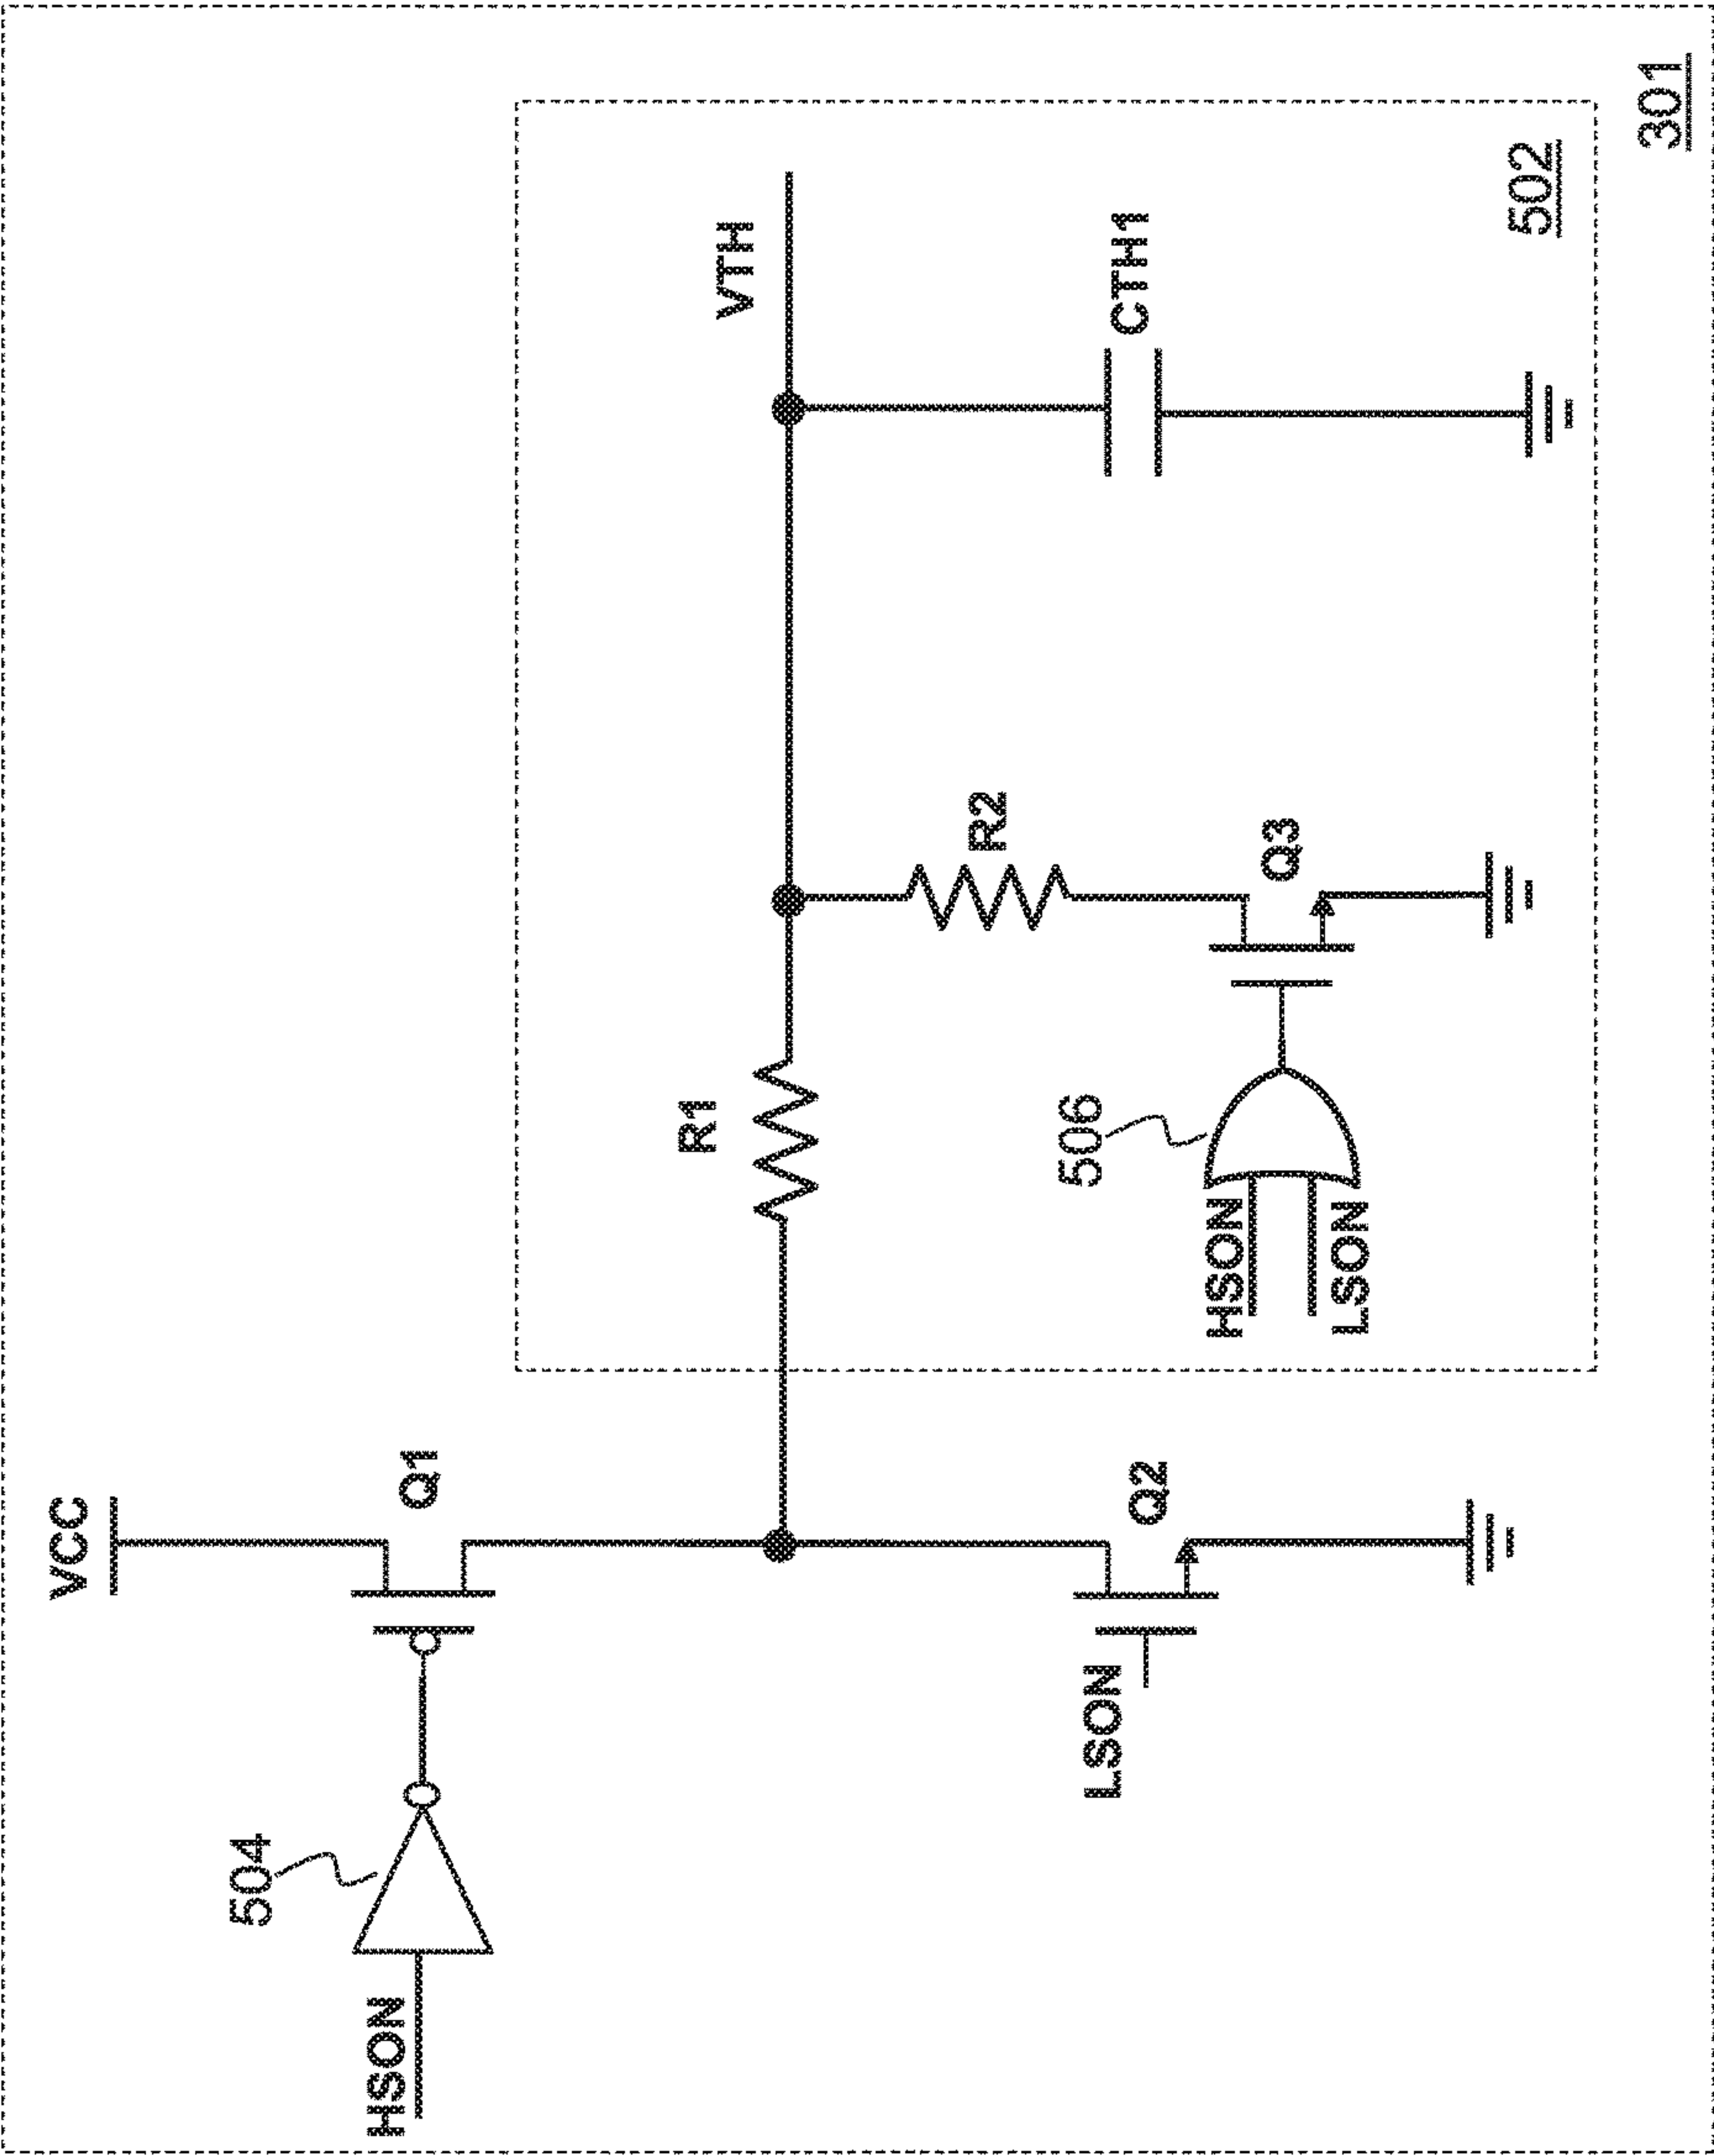 VCC
504
HSON
Q1
LSON
Q2
R1
VTH
R2
CTH1
506
HSON
LSON
Q3
502
301